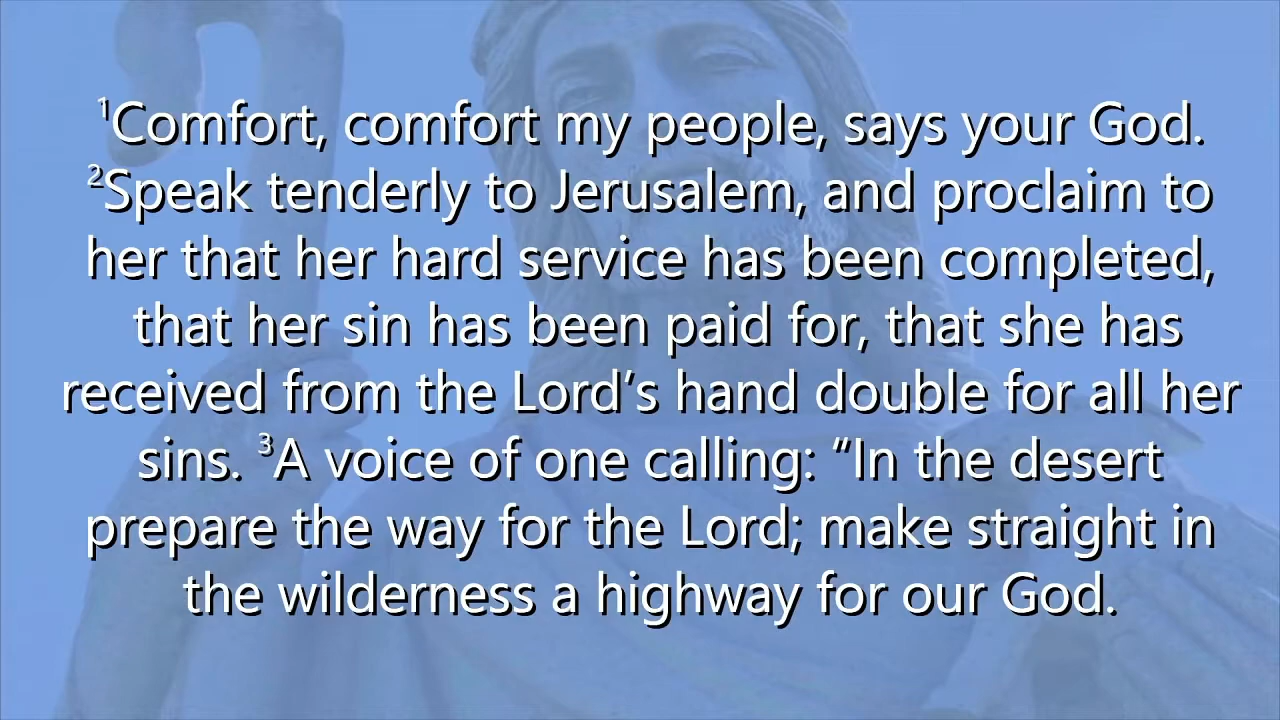 ¹Comfort, comfort my people, says your God.
²Speak tenderly to Jerusalem, and proclaim to
her that her hard service has been completed,
that her sin has been paid for, that she has
received from the Lord’s hand double for all her
sins. ³A voice of one calling: “In the desert
prepare the way for the Lord; make straight in
the wilderness a highway for our God.